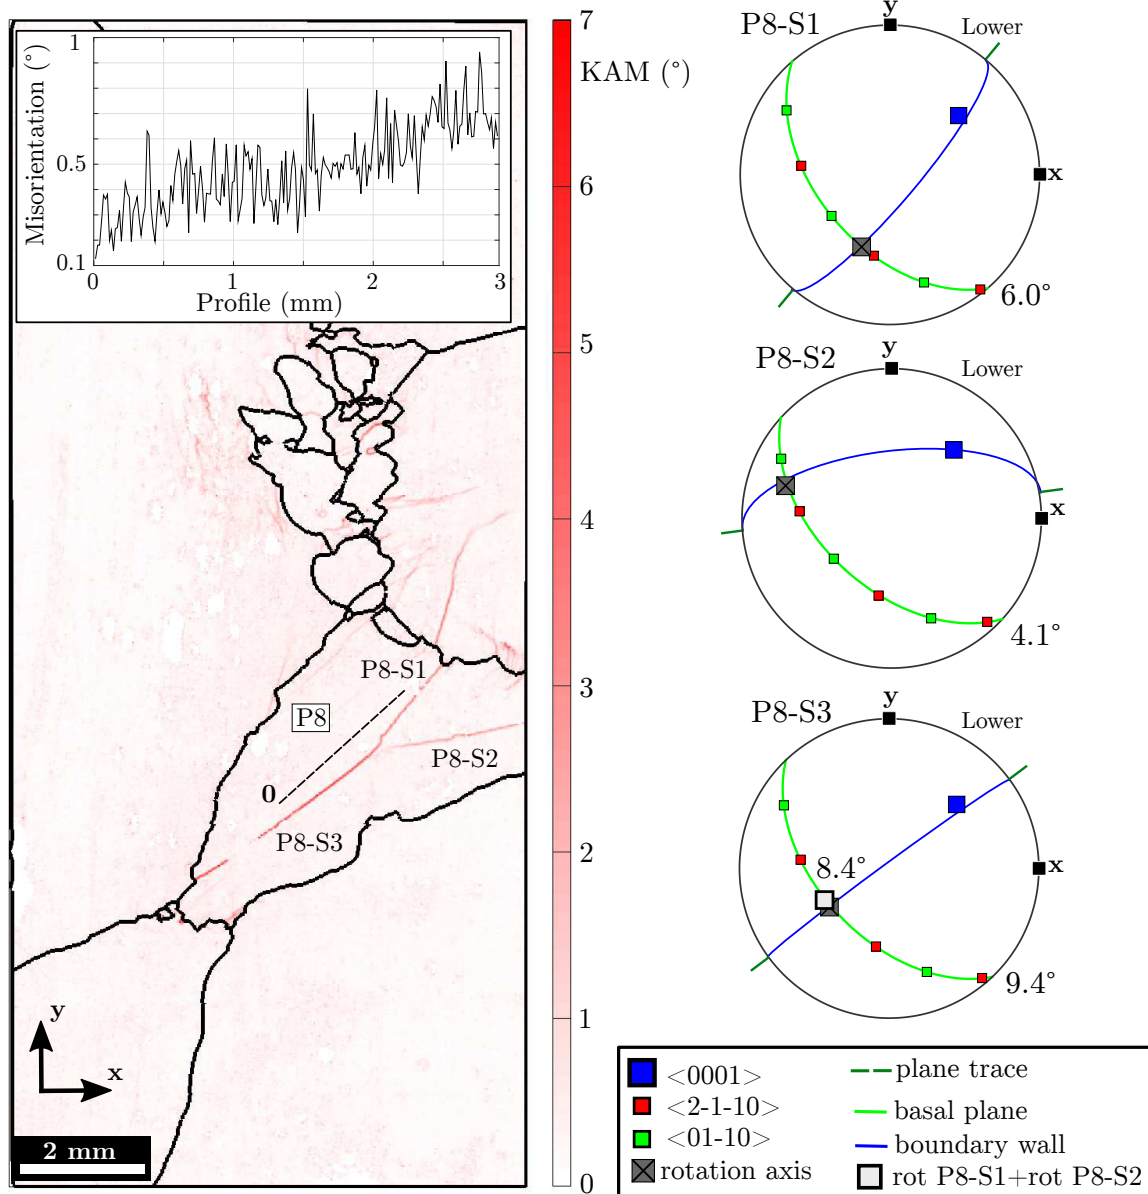 1
0.5
0.1
Misorientation (°)
0
1
2
3
Profile (mm)
7
KAM (°)
6
5
4
3
2
1
0
P8-S1
P8
P8-S2
0
P8-S3
y
x
2 mm
P8-S1
y
Lower
x
6.0°
P8-S2
y
Lower
x
4.1°
P8-S3
y
Lower
x
8.4°
9.4°
<0001>
<2-1-10>
<01-10>
rotation axis
plane trace
basal plane
boundary wall
rot P8-S1+rot P8-S2